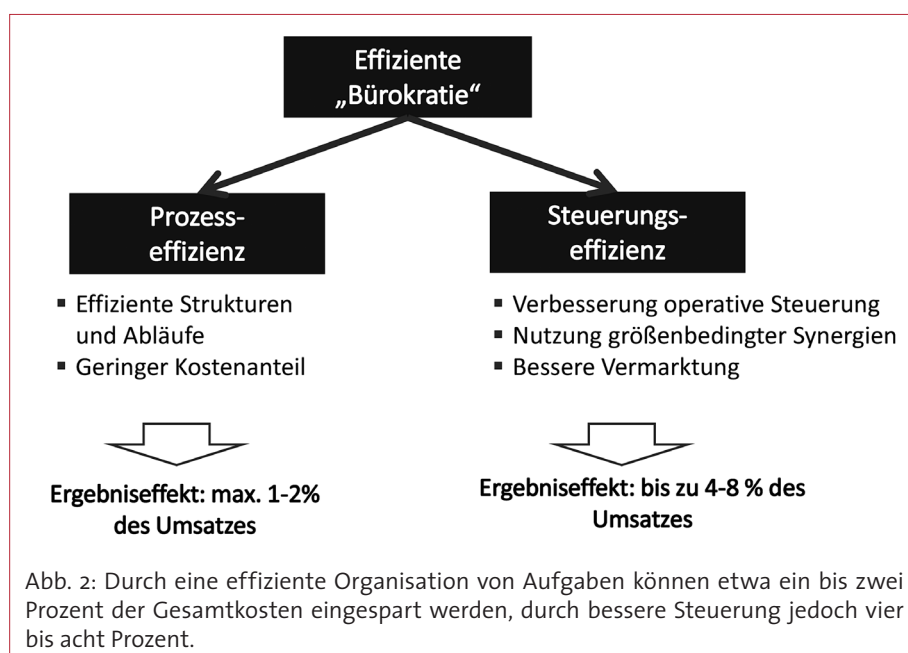 Effiziente
„Bürokratie“
Prozess-
effizienz
▪ Effiziente Strukturen
und Abläufe
▪ Geringer Kostenanteil
Ergebniseffekt: max. 1-2%
des Umsatzes
Steuerungs-
effizienz
▪ Verbesserung operative Steuerung
▪ Nutzung größenbedingter Synergien
▪ Bessere Vermarktung
Ergebniseffekt: bis zu 4-8 % des
Umsatzes
Abb. 2: Durch eine effiziente Organisation von Aufgaben können etwa ein bis zwei
Prozent der Gesamtkosten eingespart werden, durch bessere Steuerung jedoch vier
bis acht Prozent.